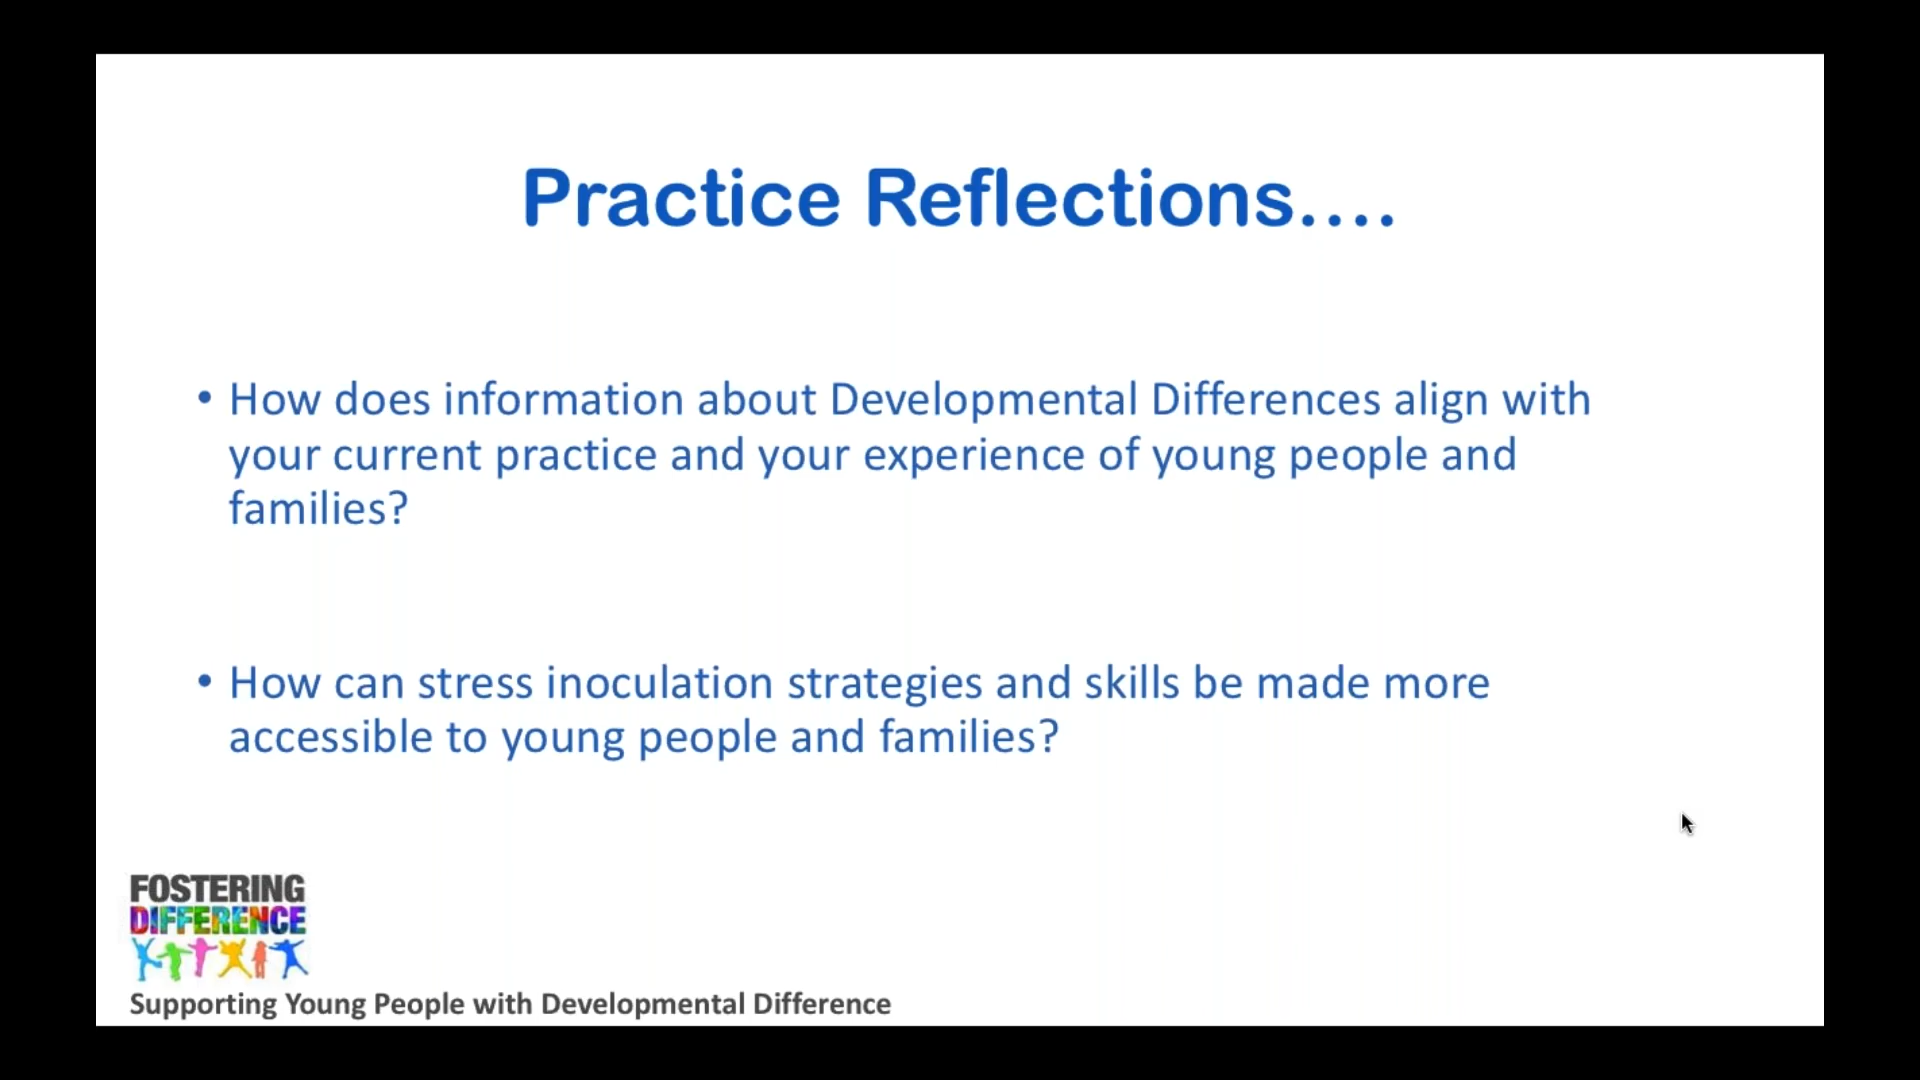 Practice Reflections....
• How does information about Developmental Differences align with
your current practice and your experience of young people and
families?
• How can stress inoculation strategies and skills be made more
accessible to young people and families?
FOSTERING
DIFFERENCE
Supporting Young People with Developmental Difference